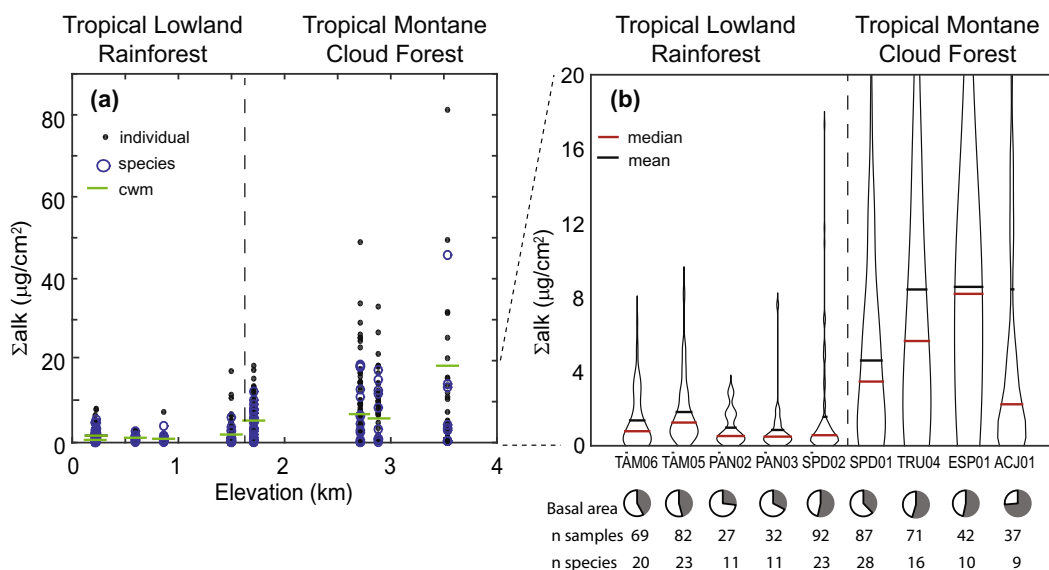 Tropical Lowland
Rainforest
Tropical Montane
Cloud Forest
(a)
individual
species
cwm
80
60
40
20
0
Σalk (μg/cm²)
0
1
2
3
4
Elevation (km)
Tropical Lowland
Rainforest
Tropical Montane
Cloud Forest
(b)
median
mean
20
16
12
8
4
0
Σalk (μg/cm²)
TAM06 TAM05 PAN02 PAN03 SPD02 SPD01 TRU04 ESP01 ACJ01
Basal area
n samples 69 82 27 32 92 87 71 42 37
n species 20 23 11 11 23 28 16 10 9